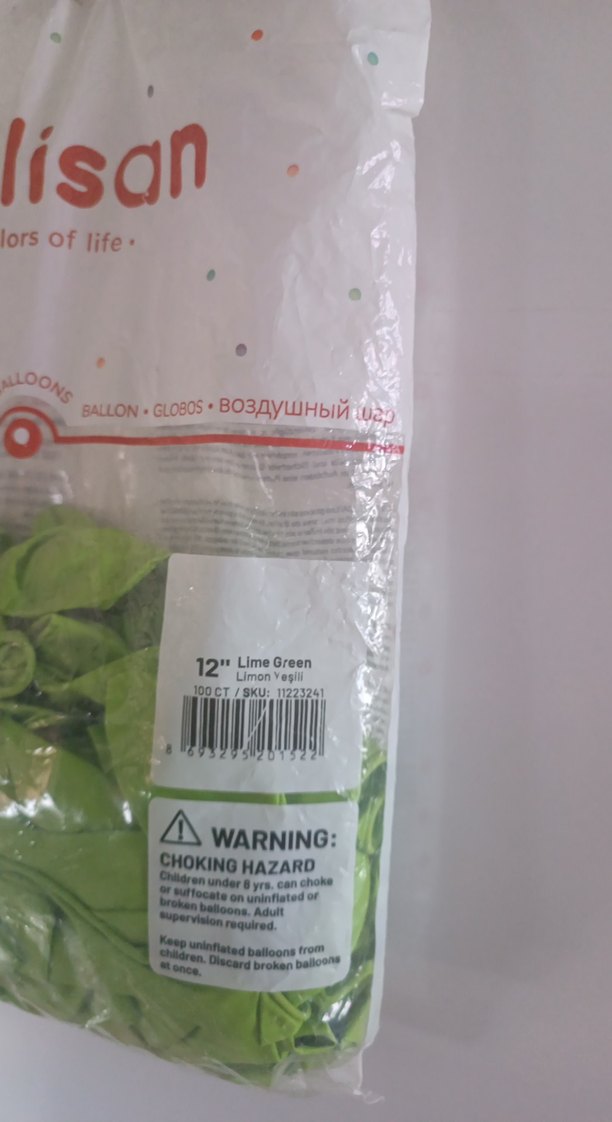 lisan
lors of life •
ALLOONS
BALLON • GLOBOS • ВОЗДУШНЫЙ шар
12" Lime Green
Limon Yeşili
100 CT / SKU: 11223241
8 693295 201522
WARNING:
CHOKING HAZARD
Children under 8 yrs. can choke
or suffocate on uninflated or
broken balloons. Adult
supervision required.
Keep uninflated balloons from
children. Discard broken balloons
at once.